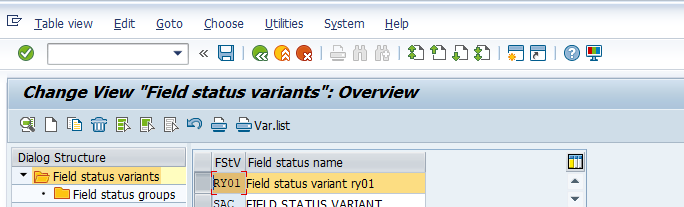 Table view Edit Goto Choose Utilities System Help
Change View "Field status variants": Overview
Var.list
Dialog Structure
Field status variants
Field status groups
FStV Field status name
RY01 Field status variant ry01
SAC FIELD STATUS VARIANT